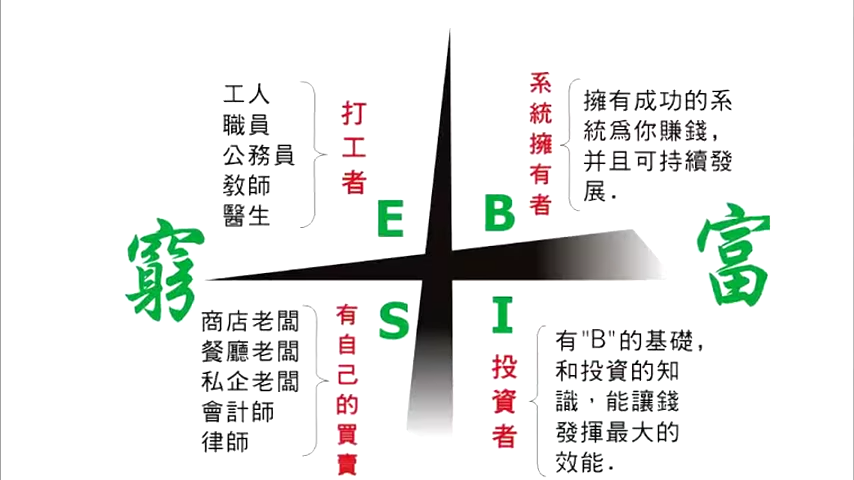 工人
職員
公務員
教師
醫生
打工者
E
B
系統擁有者
擁有成功的系
統爲你賺錢，
并且可持續發
展．
窮
富
商店老闆
餐廳老闆
私企老闆
會計師
律師
有自己的買賣
S
I
投資者
有"B"的基礎，
和投資的知
識，能讓錢
發揮最大的
效能．